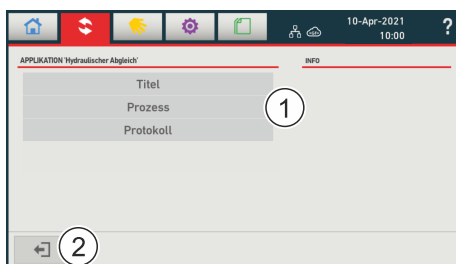 10-Apr-2021
10:00
?
APPLIKATION 'Hydraulischer Abgleich'
INFO
Titel
Prozess
Protokoll
1
2